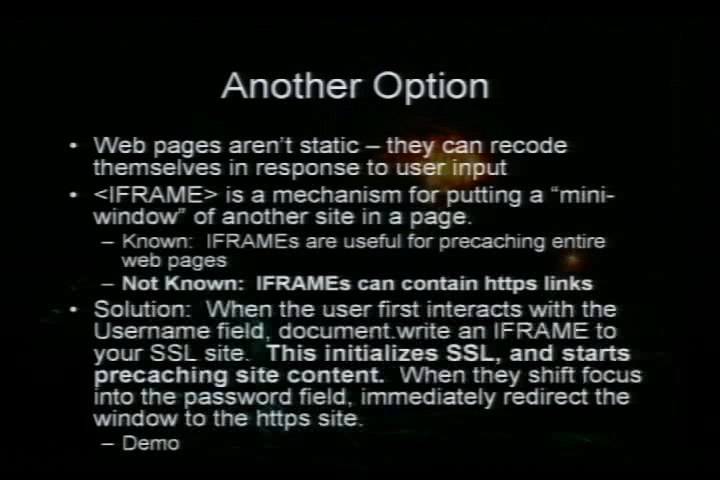 Another Option
• Web pages aren't static – they can recode
themselves in response to user input
• <IFRAME> is a mechanism for putting a “mini-
window” of another site in a page.
– Known:  IFRAMEs are useful for precaching entire
web pages
– Not Known:  IFRAMEs can contain https links
• Solution:  When the user first interacts with the
Username field, document.write an IFRAME to
your SSL site.  This initializes SSL, and starts
precaching site content.  When they shift focus
into the password field, immediately redirect the
window to the https site.
– Demo